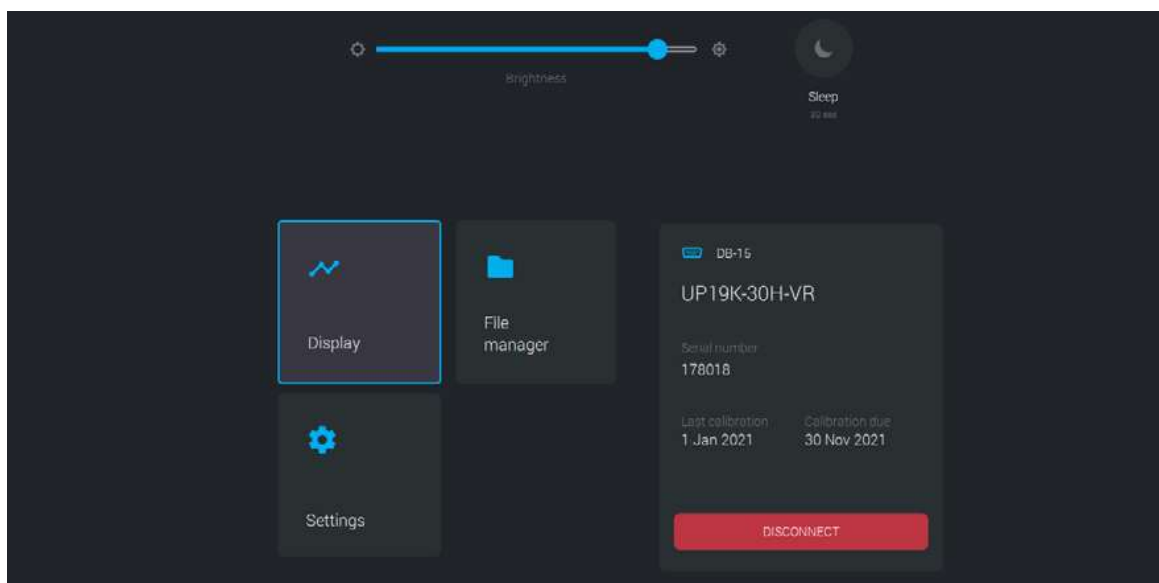 Brightness
Sleep
DB-15
UP19K-30H-VR
Display
File
manager
Serial number
178018
Last calibration
Calibration due
1 Jan 2021
30 Nov 2021
Settings
DISCONNECT